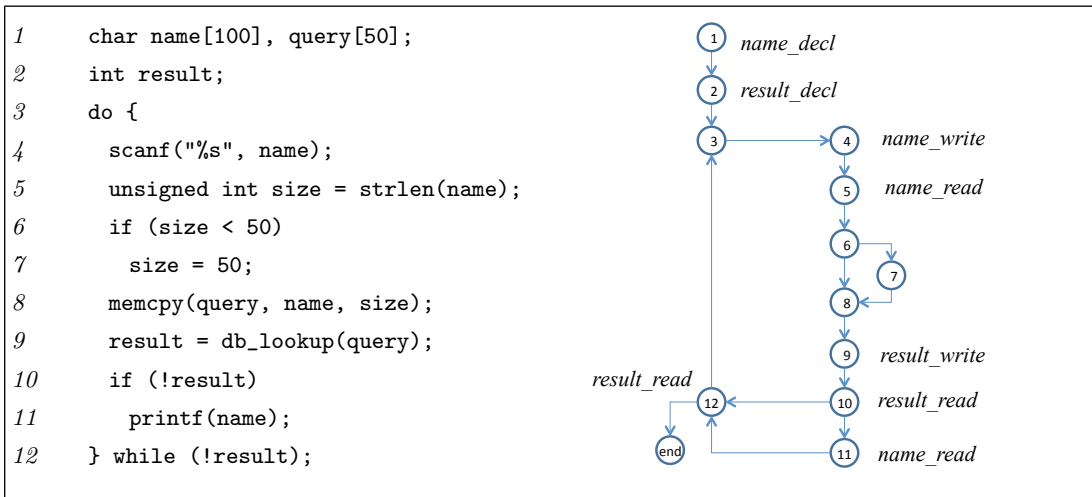 1 char name[100], query[50];
2 int result;
3 do {
4 scanf("%s", name);
5 unsigned int size = strlen(name);
6 if (size < 50)
7 size = 50;
8 memcpy(query, name, size);
9 result = db_lookup(query);
10 if (!result)
11 printf(name);
12 } while (!result);
1 name_decl
2 result_decl
3
4 name_write
5 name_read
6
7
8
9 result_write
result_read
12
10 result_read
end
11 name_read